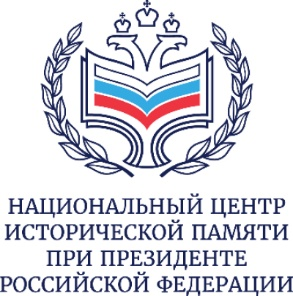 НАЦИОНАЛЬНЫЙ ЦЕНТР
ИСТОРИЧЕСКОЙ ПАМЯТИ
ПРИ ПРЕЗИДЕНТЕ
РОССИЙСКОЙ ФЕДЕРАЦИИ